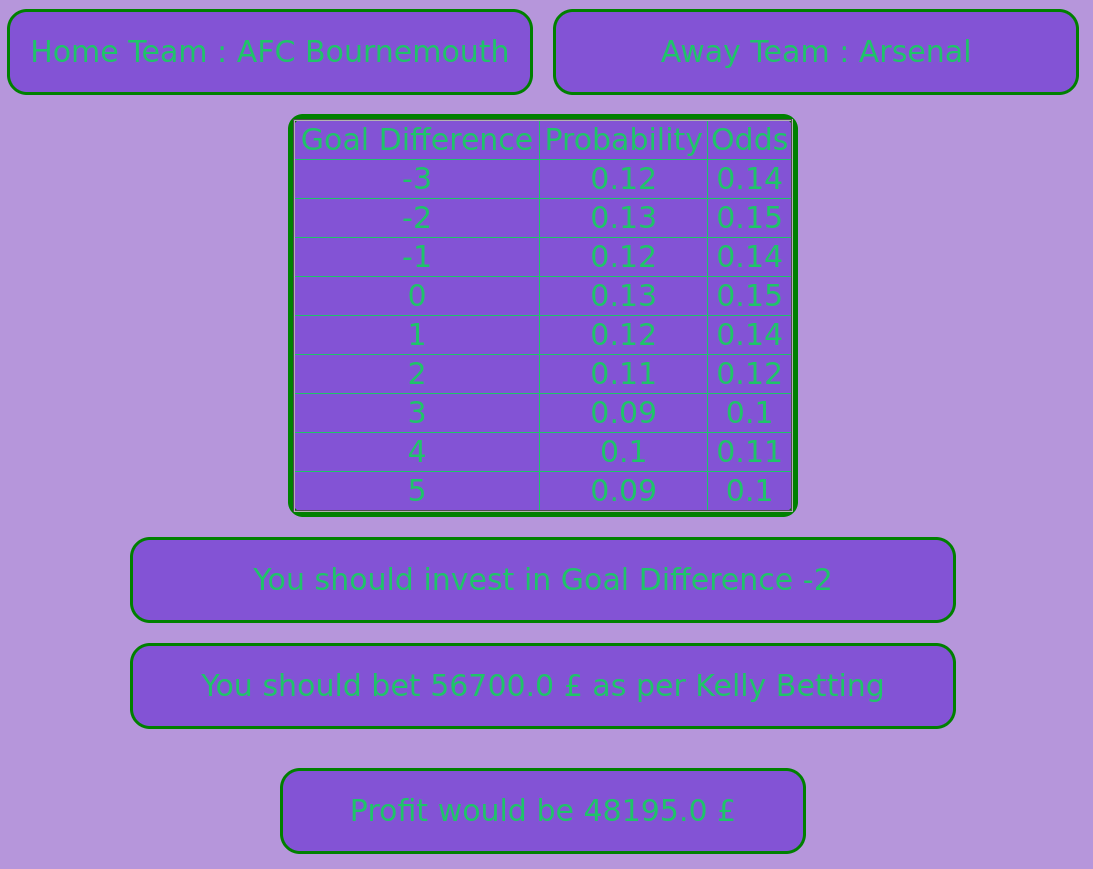 Home Team : AFC Bournemouth
Away Team : Arsenal
Goal Difference Probability Odds
-3 0.12 0.14
-2 0.13 0.15
-1 0.12 0.14
0 0.13 0.15
1 0.12 0.14
2 0.11 0.12
3 0.09 0.1
4 0.1 0.11
5 0.09 0.1
You should invest in Goal Difference -2
You should bet 56700.0 £ as per Kelly Betting
Profit would be 48195.0 £